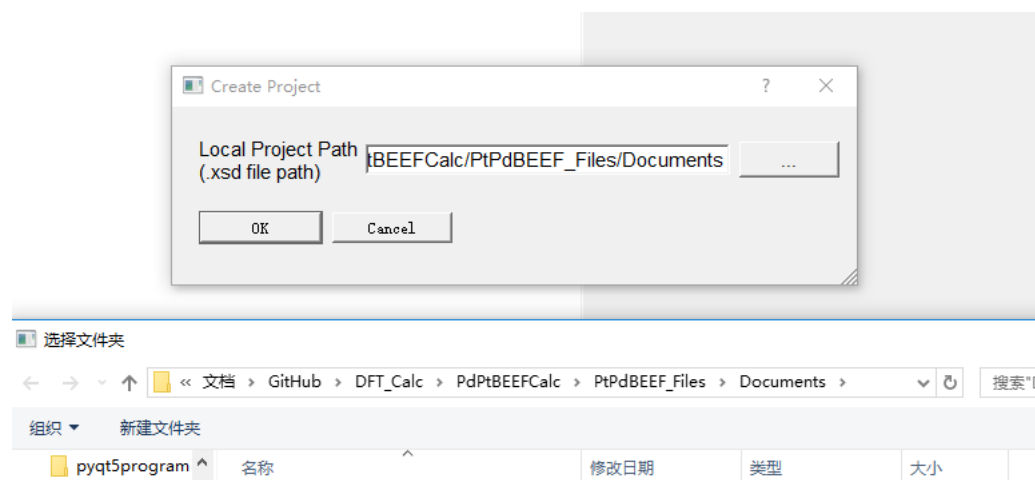 Create Project
?
Local Project Path
(.xsd file path)
tBEEFCalc/PtPdBEEF_Files/Documents
...
OK
Cancel
选择文件夹
« 文档 › GitHub › DFT_Calc › PdPtBEEFCalc › PtPdBEEF_Files › Documents ›
搜索"
组织
新建文件夹
pyqt5program
名称
修改日期
类型
大小